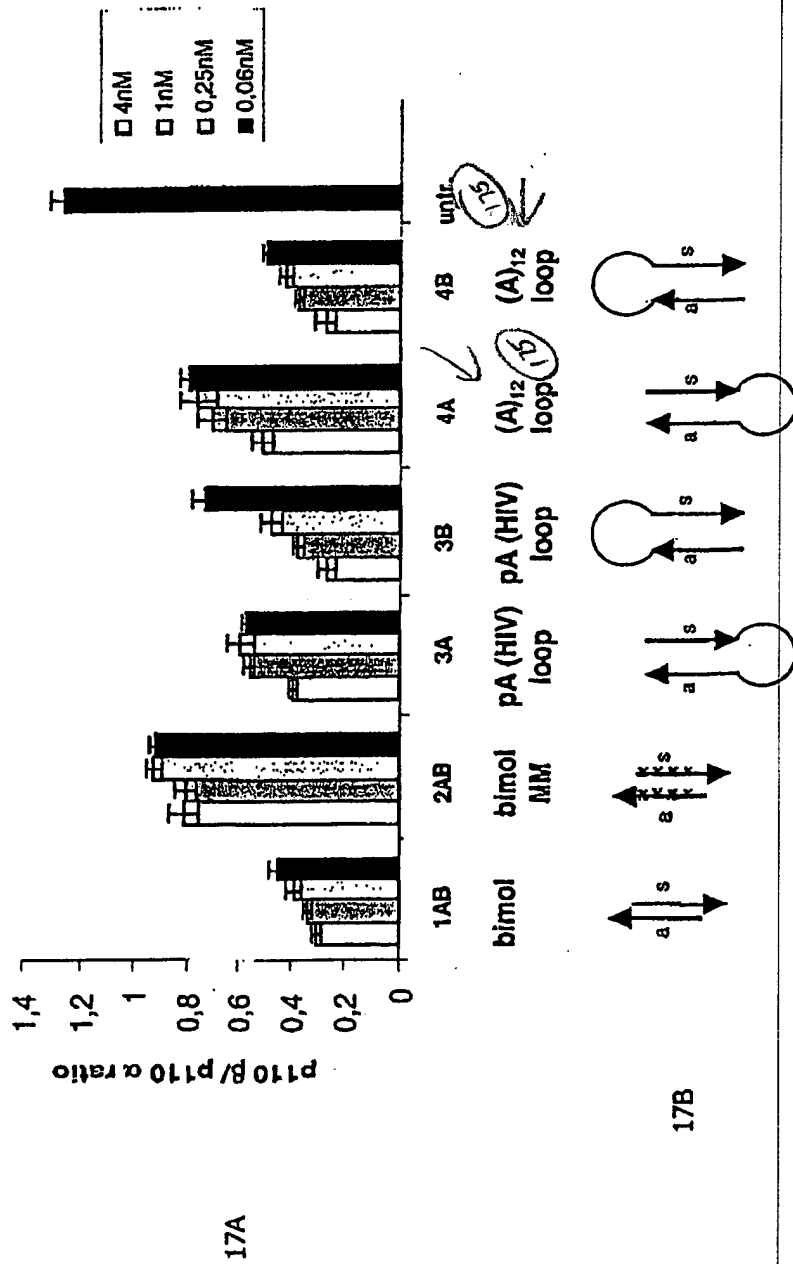 17A
p110 β/p110 α ratio
1,4
1,2
1
0,8
0,6
0,4
0,2
0
4nM
1nM
0,25nM
0,06nM
1AB 2AB 3A 3B 4A 4B untr.
bimol bimol MM pA (HIV) loop pA (HIV) loop (A)12 loop (A)12 loop
175
17B
a s a s a s a s a s a s